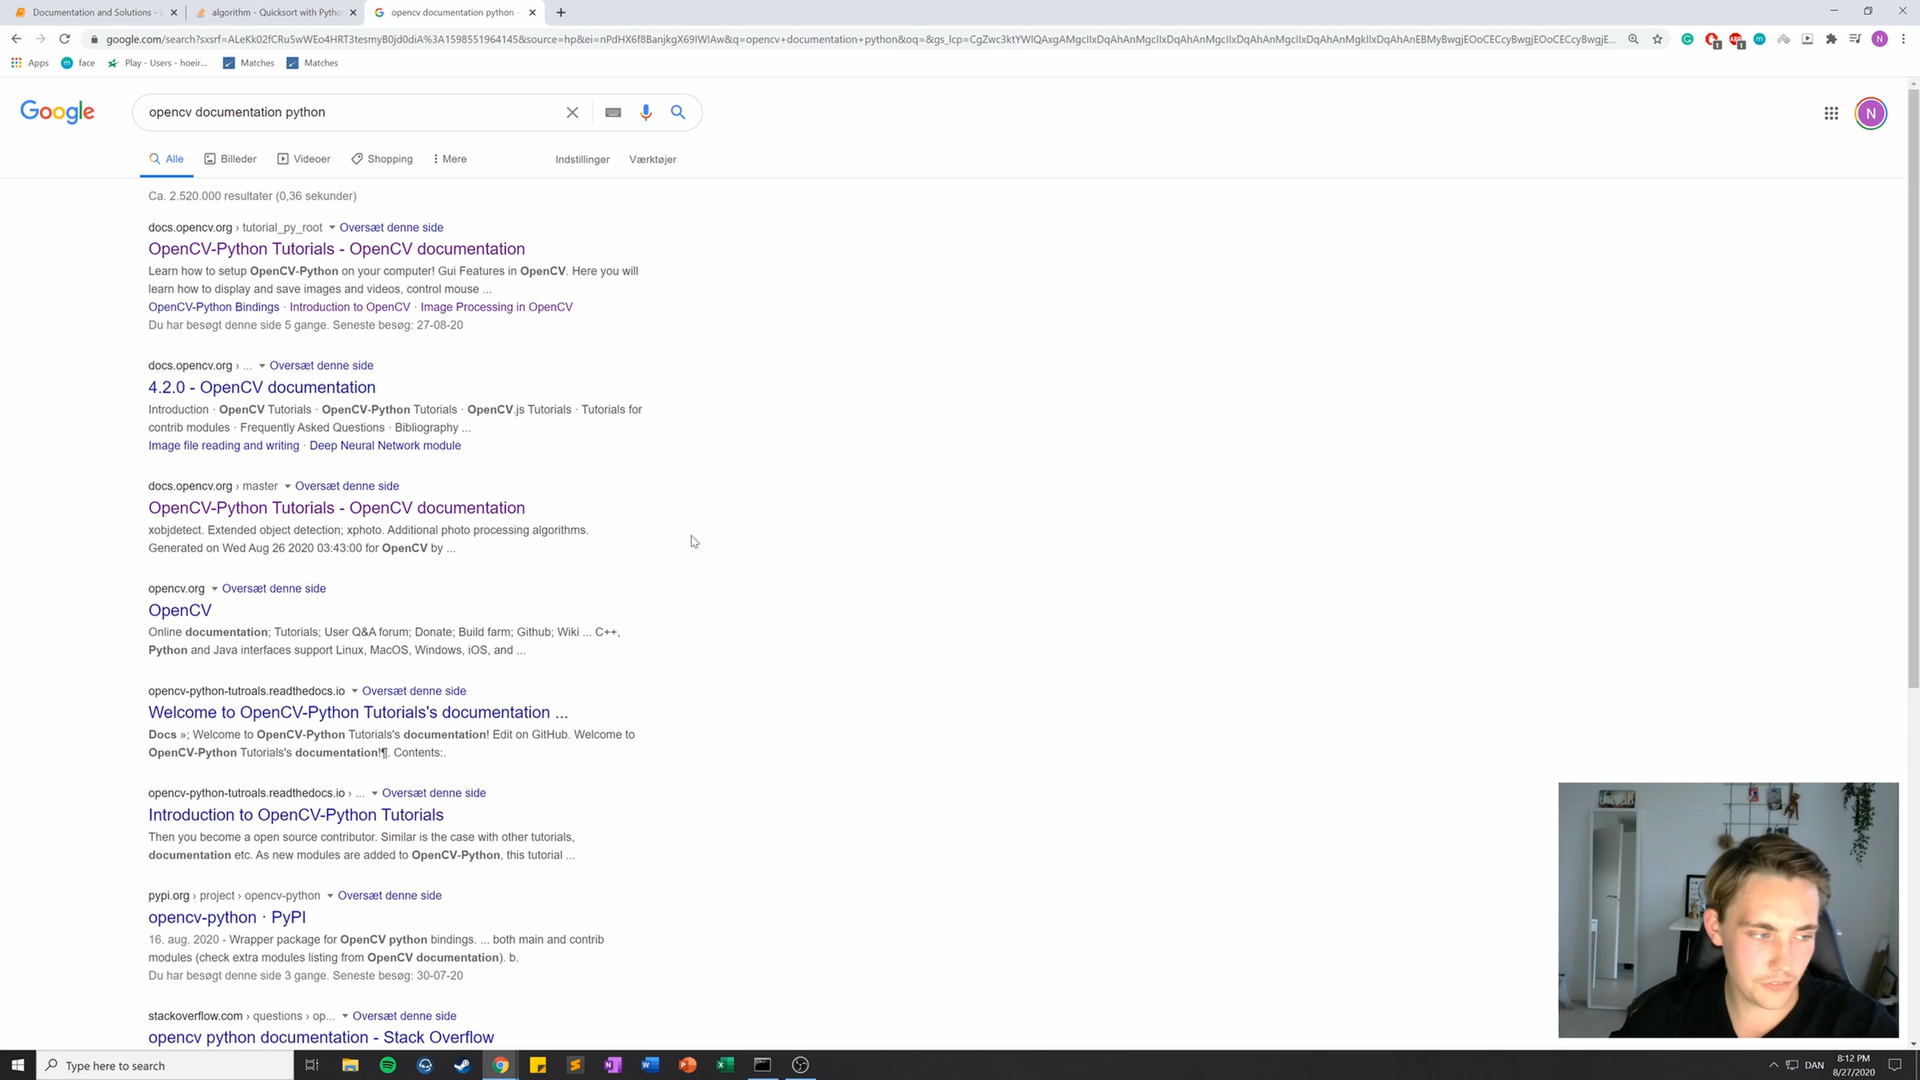 Documentation and Solutions -
algorithm - Quicksort with Pytho
opencv documentation python -
Apps
face
Play - Users - hoeir...
Matches
Matches
Google
opencv documentation python
N
Alle
Billeder
Videoer
Shopping
Mere
Indstillinger
Værktøjer
Ca. 2.520.000 resultater (0,36 sekunder)
docs.opencv.org › tutorial_py_root Oversæt denne side
OpenCV-Python Tutorials - OpenCV documentation
Learn how to setup OpenCV-Python on your computer! Gui Features in OpenCV. Here you will
learn how to display and save images and videos, control mouse ...
OpenCV-Python Bindings · Introduction to OpenCV · Image Processing in OpenCV
Du har besøgt denne side 5 gange. Seneste besøg: 27-08-20
docs.opencv.org › ... Oversæt denne side
4.2.0 - OpenCV documentation
Introduction · OpenCV Tutorials · OpenCV-Python Tutorials · OpenCV.js Tutorials · Tutorials for
contrib modules · Frequently Asked Questions · Bibliography ...
Image file reading and writing · Deep Neural Network module
docs.opencv.org › master Oversæt denne side
OpenCV-Python Tutorials - OpenCV documentation
xobjdetect. Extended object detection; xphoto. Additional photo processing algorithms.
Generated on Wed Aug 26 2020 03:43:00 for OpenCV by ...
opencv.org Oversæt denne side
OpenCV
Online documentation; Tutorials; User Q&A forum; Donate; Build farm; Github; Wiki ... C++,
Python and Java interfaces support Linux, MacOS, Windows, iOS, and ...
opencv-python-tutroals.readthedocs.io Oversæt denne side
Welcome to OpenCV-Python Tutorials's documentation ...
Docs »; Welcome to OpenCV-Python Tutorials's documentation! Edit on GitHub. Welcome to
OpenCV-Python Tutorials's documentation!¶. Contents:.
opencv-python-tutroals.readthedocs.io › ... Oversæt denne side
Introduction to OpenCV-Python Tutorials
Then you become a open source contributor. Similar is the case with other tutorials,
documentation etc. As new modules are added to OpenCV-Python, this tutorial ...
pypi.org › project › opencv-python Oversæt denne side
opencv-python · PyPI
16. aug. 2020 - Wrapper package for OpenCV python bindings. ... both main and contrib
modules (check extra modules listing from OpenCV documentation). b.
Du har besøgt denne side 3 gange. Seneste besøg: 30-07-20
stackoverflow.com › questions › op... Oversæt denne side
opencv python documentation - Stack Overflow
Type here to search
DAN
8:12 PM
8/27/2020